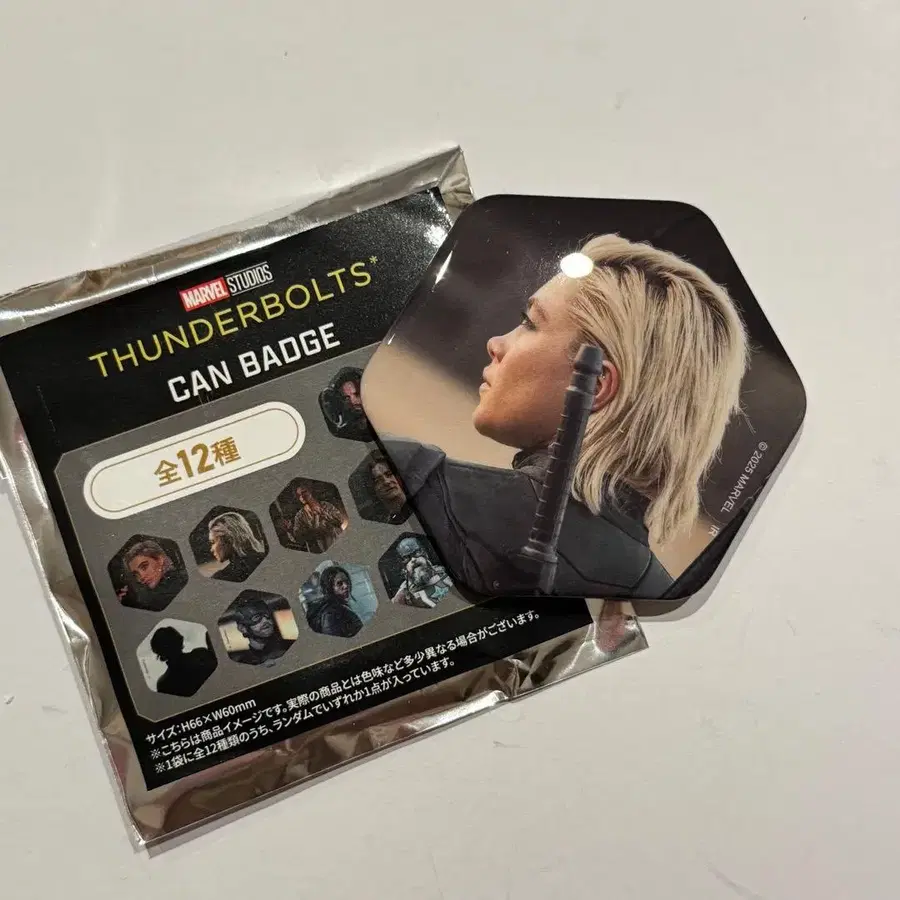 MARVEL STUDIOS
THUNDERBOLTS*
CAN BADGE
全12種
サイズ:H66×W60mm
※こちらは商品イメージです。実際の商品とは色味など多少異なる場合がございます。
※1袋に全12種類のうち、ランダムでいずれか1点が入っています。
© 2025 MARVEL
IR